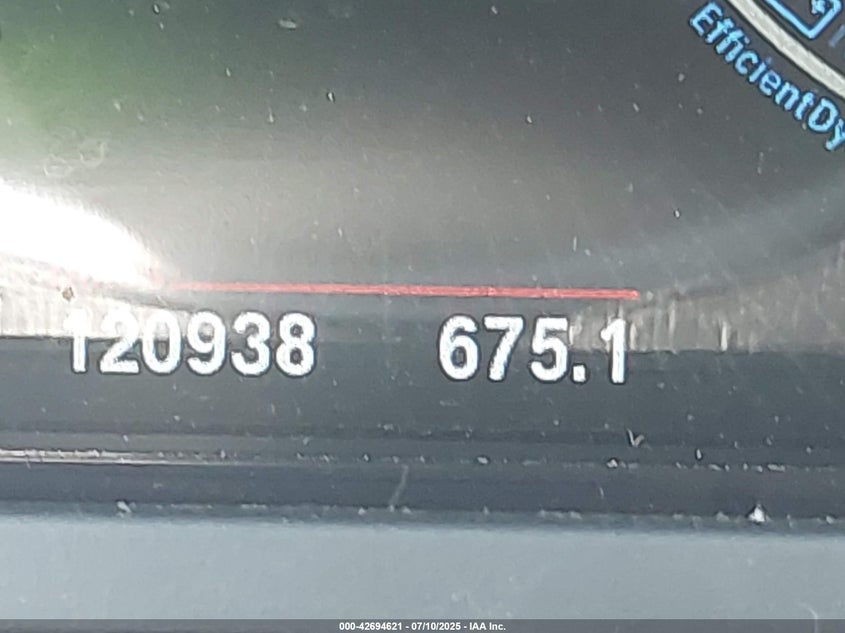 EfficientDy
120938 675.1
000-42694621 - 07/10/2025 - IAA Inc.